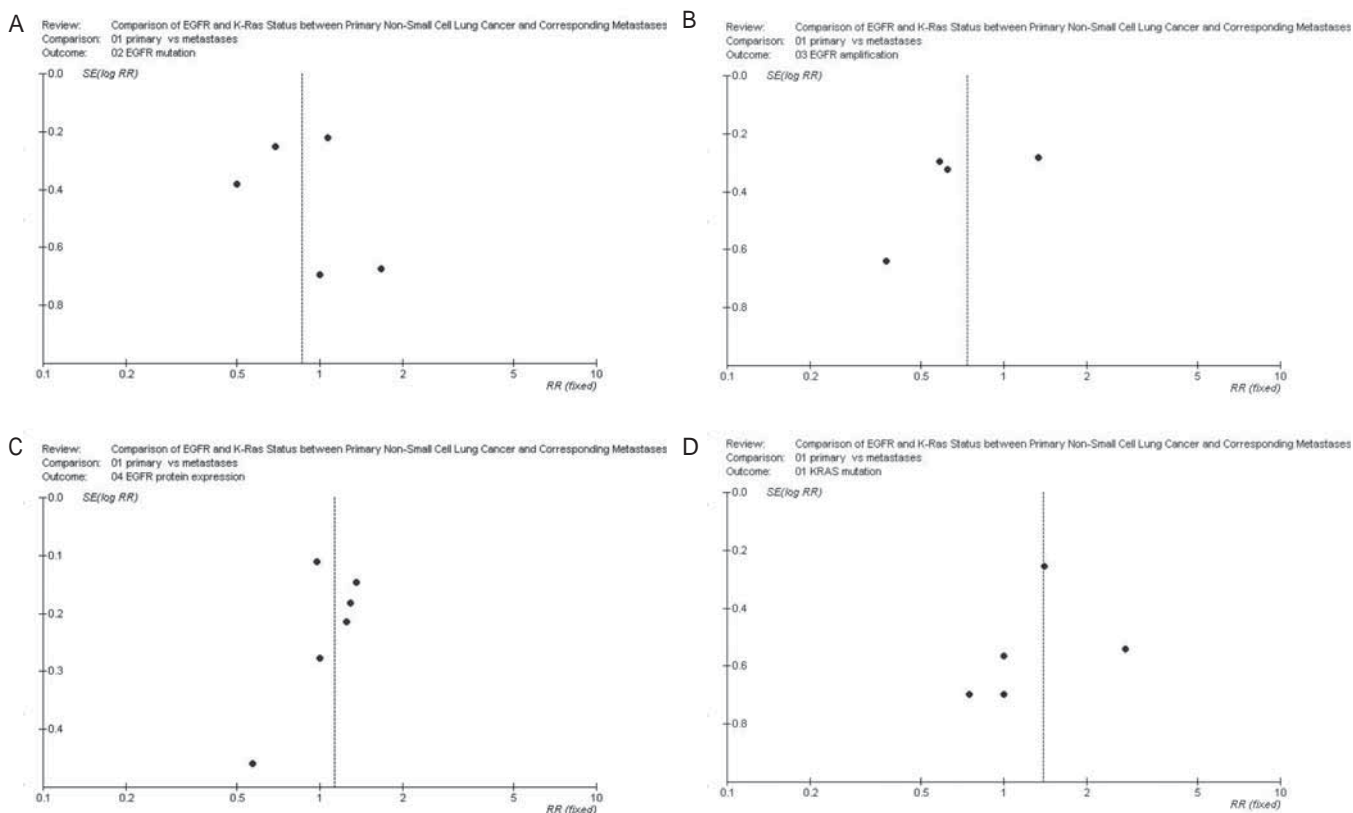 A
Review: Comparison of EGFR and K-Ras Status between Primary Non-Small Cell Lung Cancer and Corresponding Metastases
Comparison: 01 primary vs metastases
Outcome: 02 EGFR mutation
SE(log RR)
0.0
0.2
0.4
0.6
0.8
0.1 0.2 0.5 1 2 5 10
RR (fixed)
B
Review: Comparison of EGFR and K-Ras Status between Primary Non-Small Cell Lung Cancer and Corresponding Metastases
Comparison: 01 primary vs metastases
Outcome: 03 EGFR amplification
SE(log RR)
0.0
0.2
0.4
0.6
0.8
0.1 0.2 0.5 1 2 5 10
RR (fixed)
C
Review: Comparison of EGFR and K-Ras Status between Primary Non-Small Cell Lung Cancer and Corresponding Metastases
Comparison: 01 primary vs metastases
Outcome: 04 EGFR protein expression
SE(log RR)
0.0
0.1
0.2
0.3
0.4
0.1 0.2 0.5 1 2 5 10
RR (fixed)
D
Review: Comparison of EGFR and K-Ras Status between Primary Non-Small Cell Lung Cancer and Corresponding Metastases
Comparison: 01 primary vs metastases
Outcome: 01 KRAS mutation
SE(log RR)
0.0
0.2
0.4
0.6
0.8
0.1 0.2 0.5 1 2 5 10
RR (fixed)